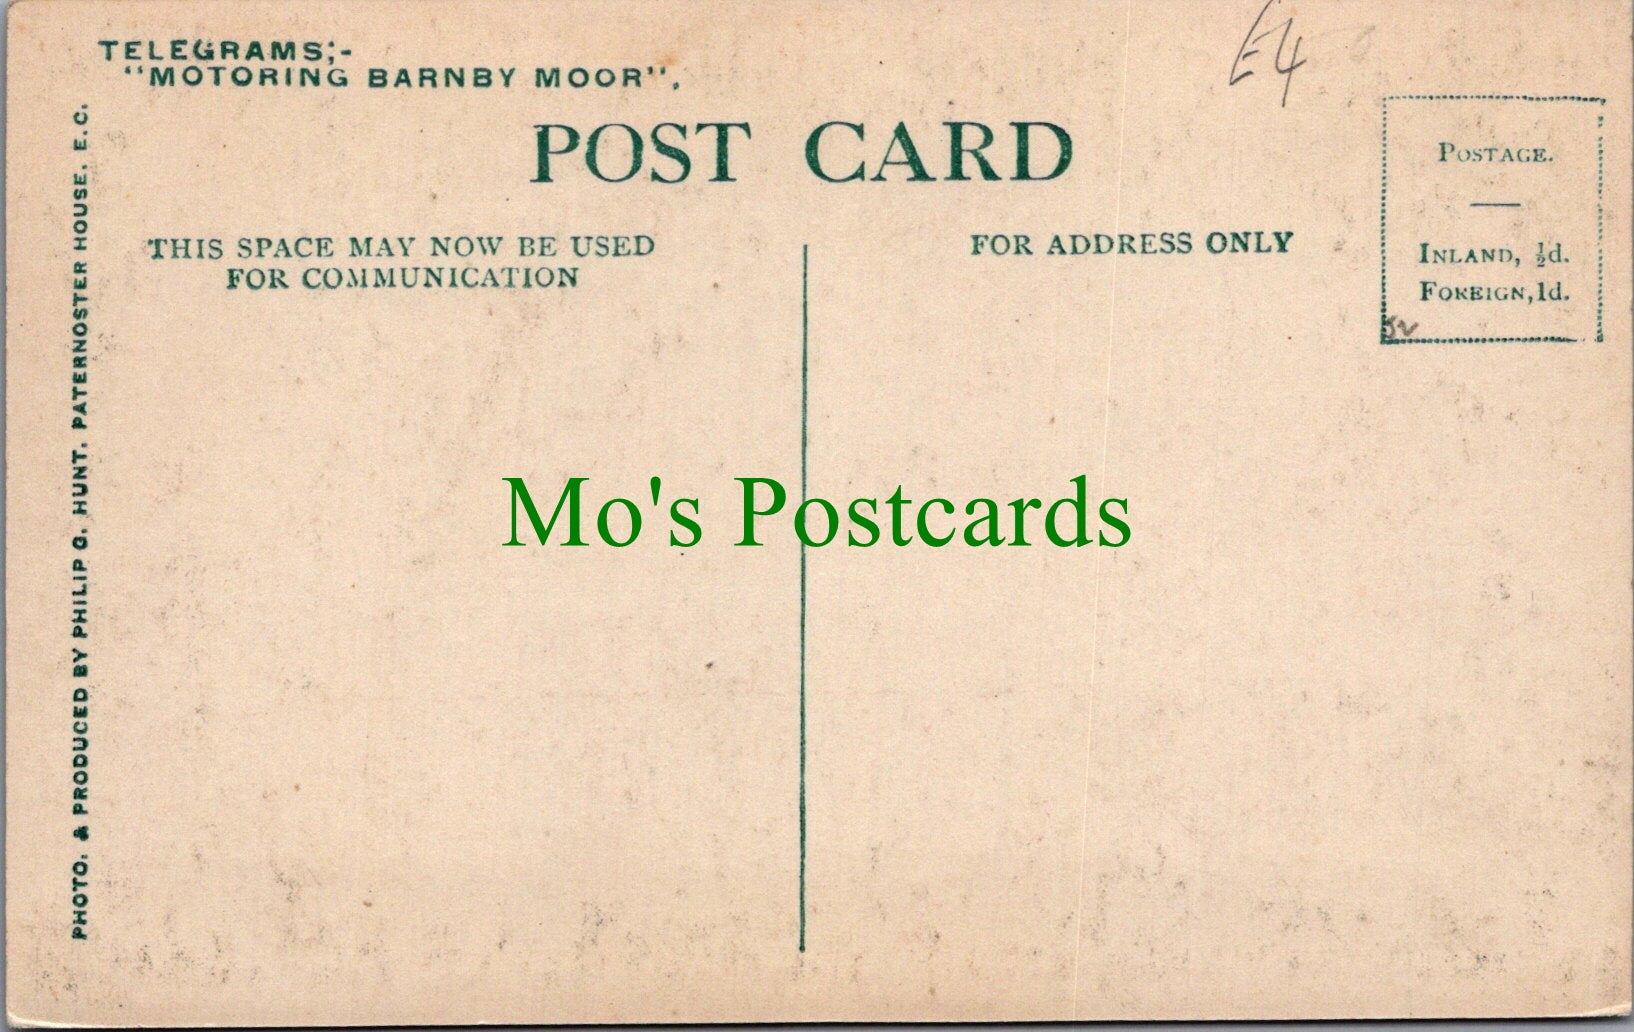 TELEGRAMS;-
"MOTORING BARNBY MOOR",
E4
POST CARD
THIS SPACE MAY NOW BE USED
FOR COMMUNICATION
FOR ADDRESS ONLY
POSTAGE.
INLAND, ½d.
FOREIGN, 1d.
PHOTO. & PRODUCED BY PHILIP G. HUNT. PATERNOSTER HOUSE. E.C.
Mo's Postcards